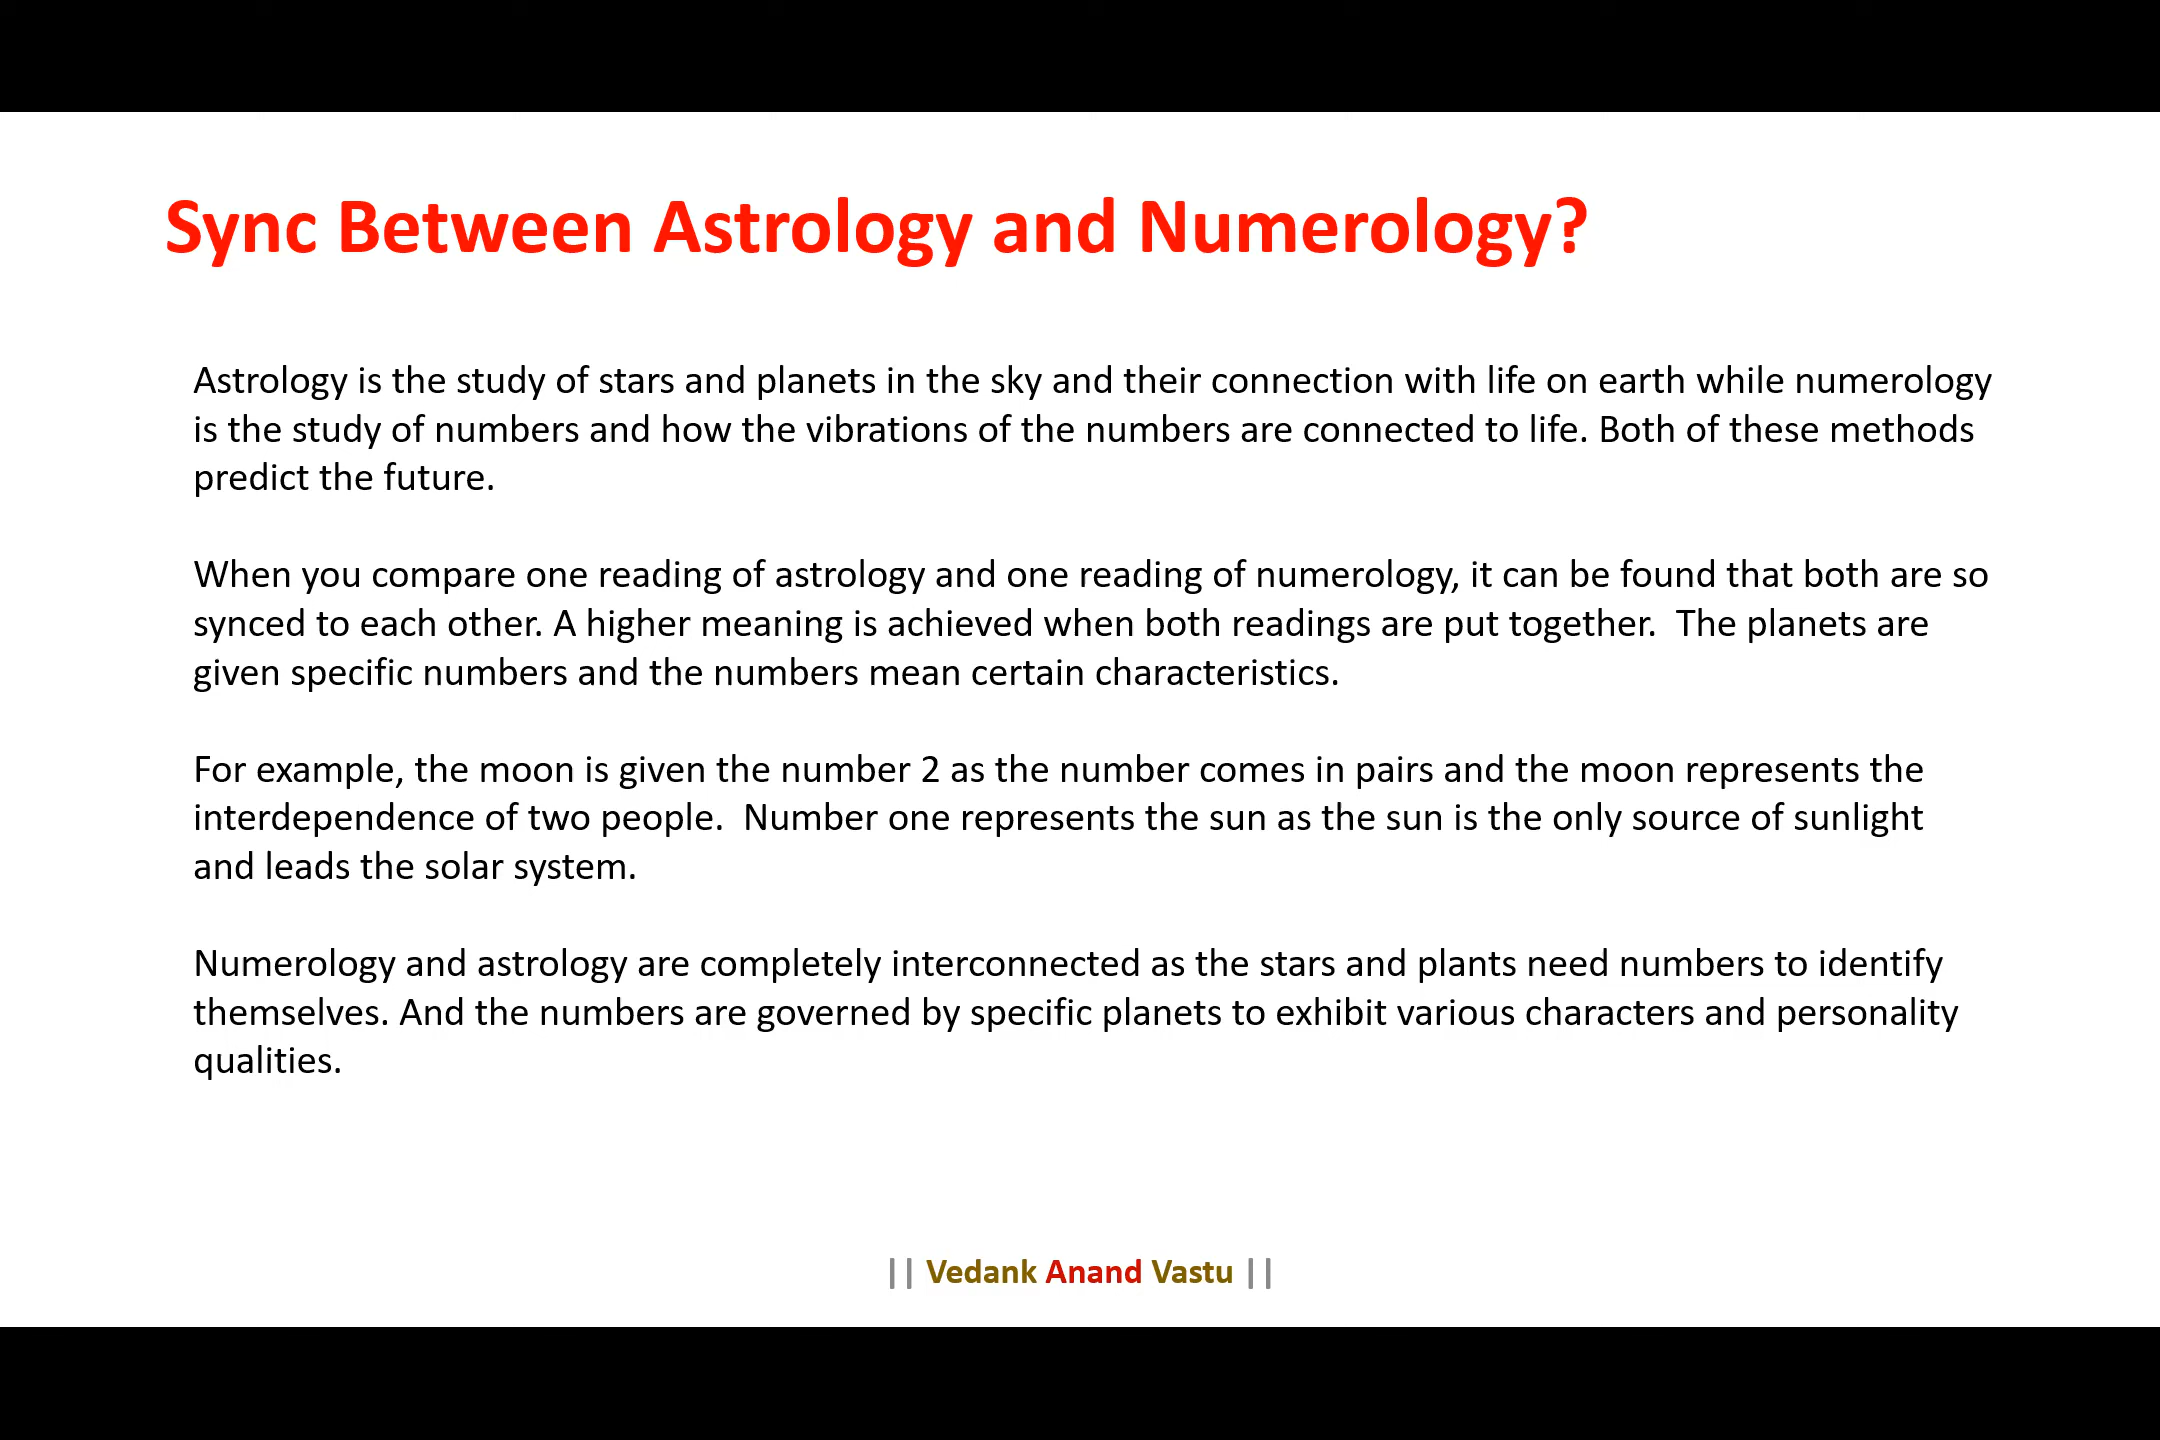 Sync Between Astrology and Numerology?
Astrology is the study of stars and planets in the sky and their connection with life on earth while numerology
is the study of numbers and how the vibrations of the numbers are connected to life. Both of these methods
predict the future.
When you compare one reading of astrology and one reading of numerology, it can be found that both are so
synced to each other. A higher meaning is achieved when both readings are put together.  The planets are
given specific numbers and the numbers mean certain characteristics.
For example, the moon is given the number 2 as the number comes in pairs and the moon represents the
interdependence of two people.  Number one represents the sun as the sun is the only source of sunlight
and leads the solar system.
Numerology and astrology are completely interconnected as the stars and plants need numbers to identify
themselves. And the numbers are governed by specific planets to exhibit various characters and personality
qualities.
|| Vedank Anand Vastu ||